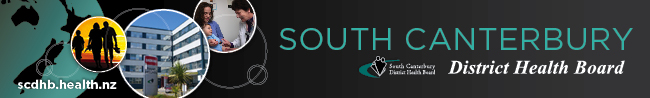 SOUTH CANTERBURY
South Canterbury
District Health Board
District Health Board
scdhb.health.nz